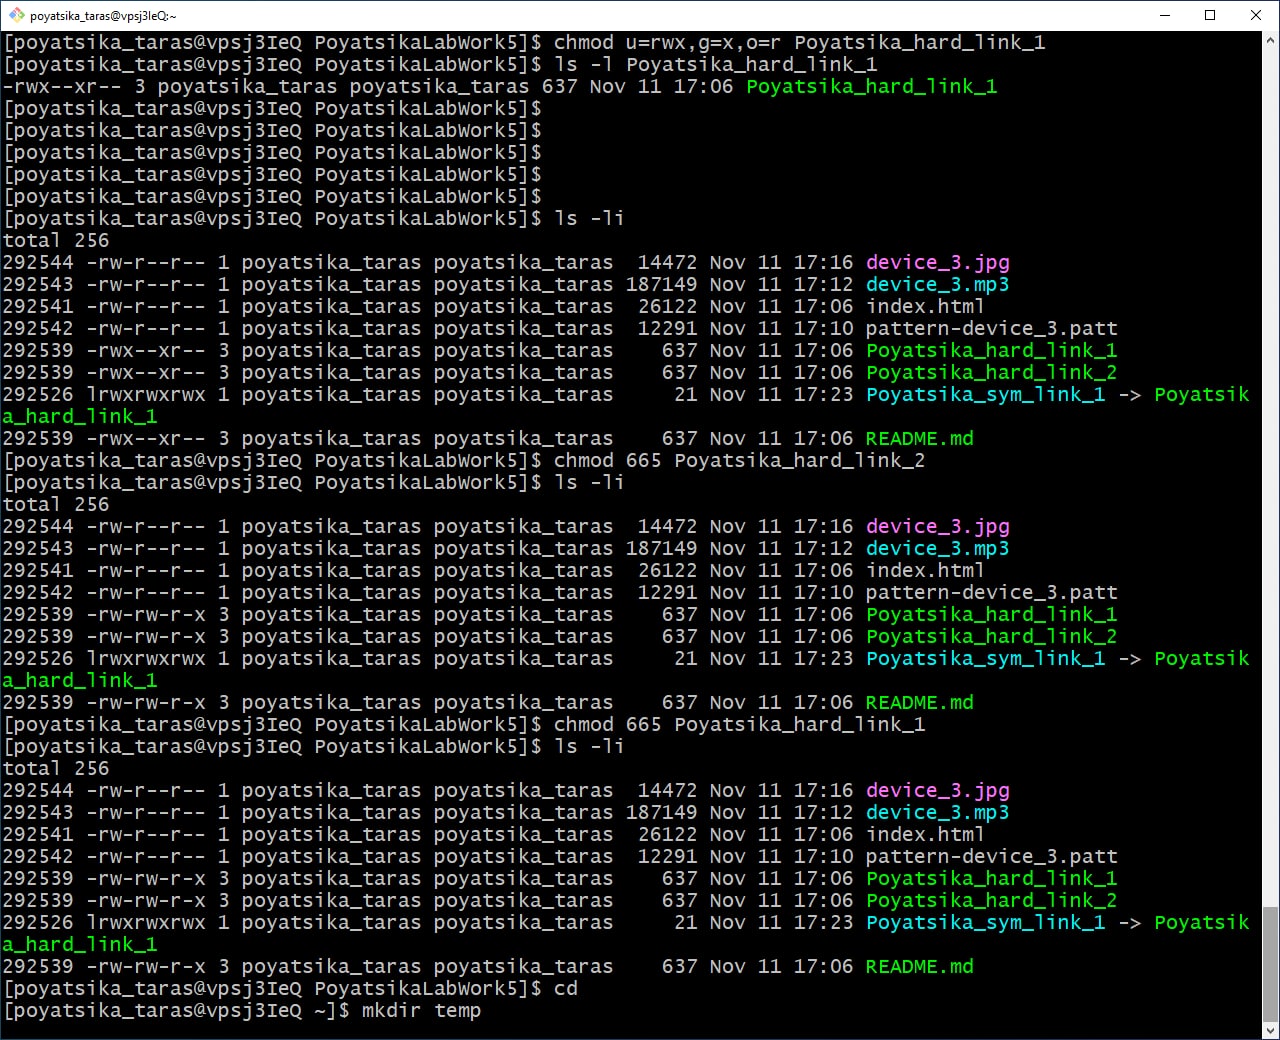 poyatsika_taras@vpsj3IeQ:~
[poyatsika_taras@vpsj3IeQ PoyatsikaLabWork5]$ chmod u=rwx,g=x,o=r Poyatsika_hard_link_1
[poyatsika_taras@vpsj3IeQ PoyatsikaLabWork5]$ ls -l Poyatsika_hard_link_1
-rwx--xr-- 3 poyatsika_taras poyatsika_taras 637 Nov 11 17:06 Poyatsika_hard_link_1
[poyatsika_taras@vpsj3IeQ PoyatsikaLabWork5]$
[poyatsika_taras@vpsj3IeQ PoyatsikaLabWork5]$
[poyatsika_taras@vpsj3IeQ PoyatsikaLabWork5]$
[poyatsika_taras@vpsj3IeQ PoyatsikaLabWork5]$
[poyatsika_taras@vpsj3IeQ PoyatsikaLabWork5]$
[poyatsika_taras@vpsj3IeQ PoyatsikaLabWork5]$ ls -li
total 256
292544 -rw-r--r-- 1 poyatsika_taras poyatsika_taras  14472 Nov 11 17:16 device_3.jpg
292543 -rw-r--r-- 1 poyatsika_taras poyatsika_taras 187149 Nov 11 17:12 device_3.mp3
292541 -rw-r--r-- 1 poyatsika_taras poyatsika_taras  26122 Nov 11 17:06 index.html
292542 -rw-r--r-- 1 poyatsika_taras poyatsika_taras  12291 Nov 11 17:10 pattern-device_3.patt
292539 -rwx--xr-- 3 poyatsika_taras poyatsika_taras    637 Nov 11 17:06 Poyatsika_hard_link_1
292539 -rwx--xr-- 3 poyatsika_taras poyatsika_taras    637 Nov 11 17:06 Poyatsika_hard_link_2
292526 lrwxrwxrwx 1 poyatsika_taras poyatsika_taras     21 Nov 11 17:23 Poyatsika_sym_link_1 -> Poyatsik
a_hard_link_1
292539 -rwx--xr-- 3 poyatsika_taras poyatsika_taras    637 Nov 11 17:06 README.md
[poyatsika_taras@vpsj3IeQ PoyatsikaLabWork5]$ chmod 665 Poyatsika_hard_link_2
[poyatsika_taras@vpsj3IeQ PoyatsikaLabWork5]$ ls -li
total 256
292544 -rw-r--r-- 1 poyatsika_taras poyatsika_taras  14472 Nov 11 17:16 device_3.jpg
292543 -rw-r--r-- 1 poyatsika_taras poyatsika_taras 187149 Nov 11 17:12 device_3.mp3
292541 -rw-r--r-- 1 poyatsika_taras poyatsika_taras  26122 Nov 11 17:06 index.html
292542 -rw-r--r-- 1 poyatsika_taras poyatsika_taras  12291 Nov 11 17:10 pattern-device_3.patt
292539 -rw-rw-r-x 3 poyatsika_taras poyatsika_taras    637 Nov 11 17:06 Poyatsika_hard_link_1
292539 -rw-rw-r-x 3 poyatsika_taras poyatsika_taras    637 Nov 11 17:06 Poyatsika_hard_link_2
292526 lrwxrwxrwx 1 poyatsika_taras poyatsika_taras     21 Nov 11 17:23 Poyatsika_sym_link_1 -> Poyatsik
a_hard_link_1
292539 -rw-rw-r-x 3 poyatsika_taras poyatsika_taras    637 Nov 11 17:06 README.md
[poyatsika_taras@vpsj3IeQ PoyatsikaLabWork5]$ chmod 665 Poyatsika_hard_link_1
[poyatsika_taras@vpsj3IeQ PoyatsikaLabWork5]$ ls -li
total 256
292544 -rw-r--r-- 1 poyatsika_taras poyatsika_taras  14472 Nov 11 17:16 device_3.jpg
292543 -rw-r--r-- 1 poyatsika_taras poyatsika_taras 187149 Nov 11 17:12 device_3.mp3
292541 -rw-r--r-- 1 poyatsika_taras poyatsika_taras  26122 Nov 11 17:06 index.html
292542 -rw-r--r-- 1 poyatsika_taras poyatsika_taras  12291 Nov 11 17:10 pattern-device_3.patt
292539 -rw-rw-r-x 3 poyatsika_taras poyatsika_taras    637 Nov 11 17:06 Poyatsika_hard_link_1
292539 -rw-rw-r-x 3 poyatsika_taras poyatsika_taras    637 Nov 11 17:06 Poyatsika_hard_link_2
292526 lrwxrwxrwx 1 poyatsika_taras poyatsika_taras     21 Nov 11 17:23 Poyatsika_sym_link_1 -> Poyatsik
a_hard_link_1
292539 -rw-rw-r-x 3 poyatsika_taras poyatsika_taras    637 Nov 11 17:06 README.md
[poyatsika_taras@vpsj3IeQ PoyatsikaLabWork5]$ cd
[poyatsika_taras@vpsj3IeQ ~]$ mkdir temp